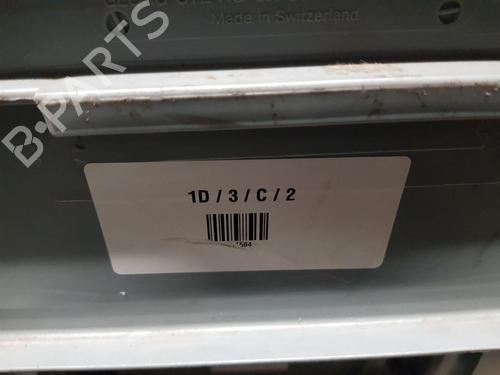 Made in Switzerland
B-PARTS
1D / 3 / C / 2